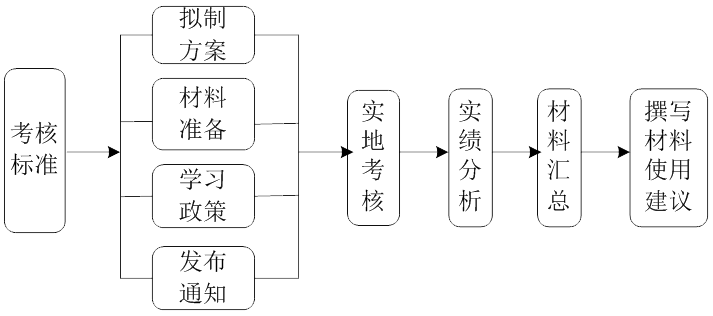 考核
标准
拟制
方案
材料
准备
学习
政策
发布
通知
实
地
考
核
实
绩
分
析
材
料
汇
总
撰写
材料
使用
建议